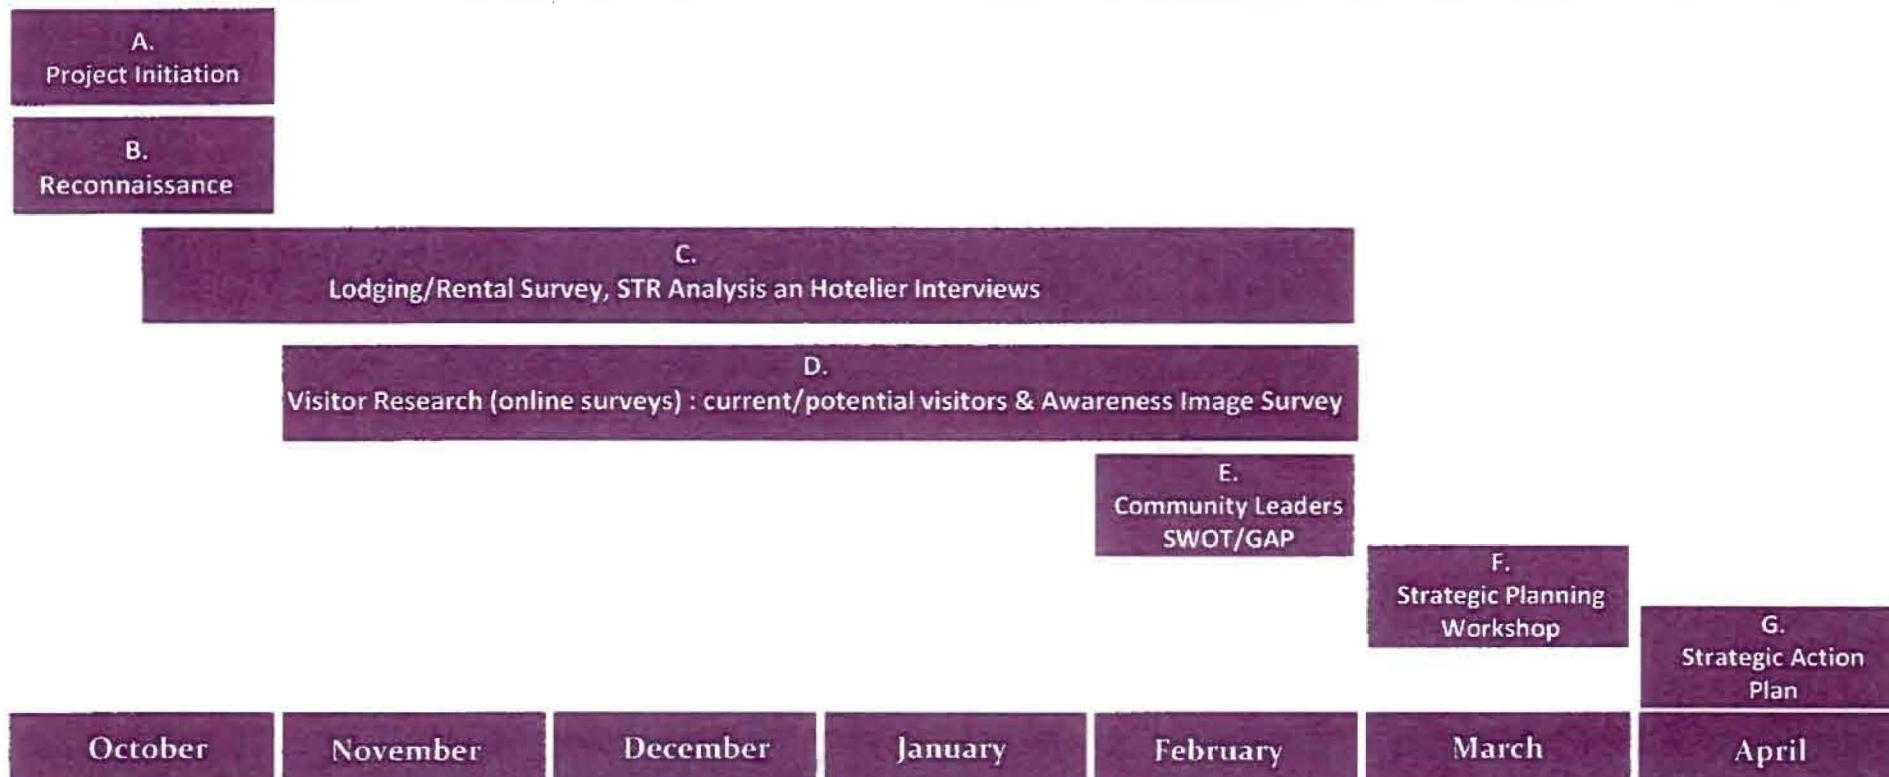 A.
Project Initiation
B.
Reconnaissance
C.
Lodging/Rental Survey, STR Analysis an Hotelier Interviews
D.
Visitor Research (online surveys) : current/potential visitors & Awareness Image Survey
E.
Community Leaders
SWOT/GAP
F.
Strategic Planning
Workshop
G.
Strategic Action
Plan
October November December January February March April